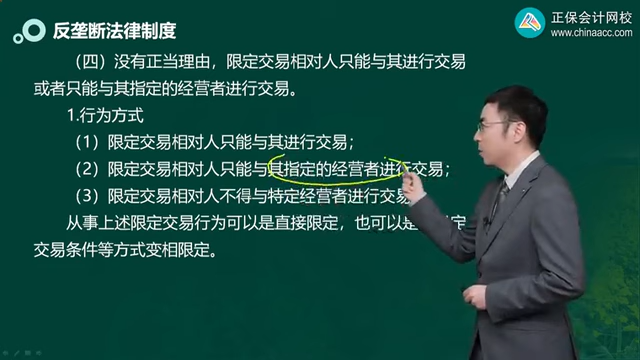 反垄断法律制度
正保会计网校
www.chinaacc.com
（四）没有正当理由，限定交易相对人只能与其进行交易
或者只能与其指定的经营者进行交易。
1.行为方式
（1）限定交易相对人只能与其进行交易；
（2）限定交易相对人只能与其指定的经营者进行交易；
（3）限定交易相对人不得与特定经营者进行交易
从事上述限定交易行为可以是直接限定，也可以是
交易条件等方式变相限定。